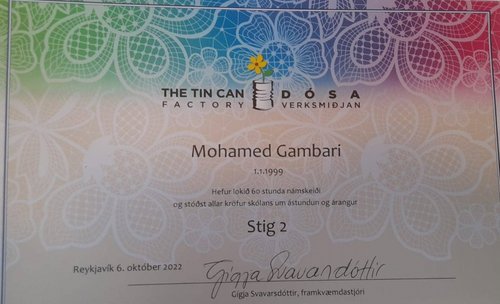 THE TIN CAN DÓSA
FACTORY VERKSMIÐJAN
Mohamed Gambari
1.1.1999
Hefur lokið 60 stunda námskeiði
og stóðst allar kröfur skólans um ástundun og árangur
Stig 2
Reykjavík 6. október 2022
Gígja Svavarsdóttir
Gígja Svavarsdóttir, framkvæmdastjóri